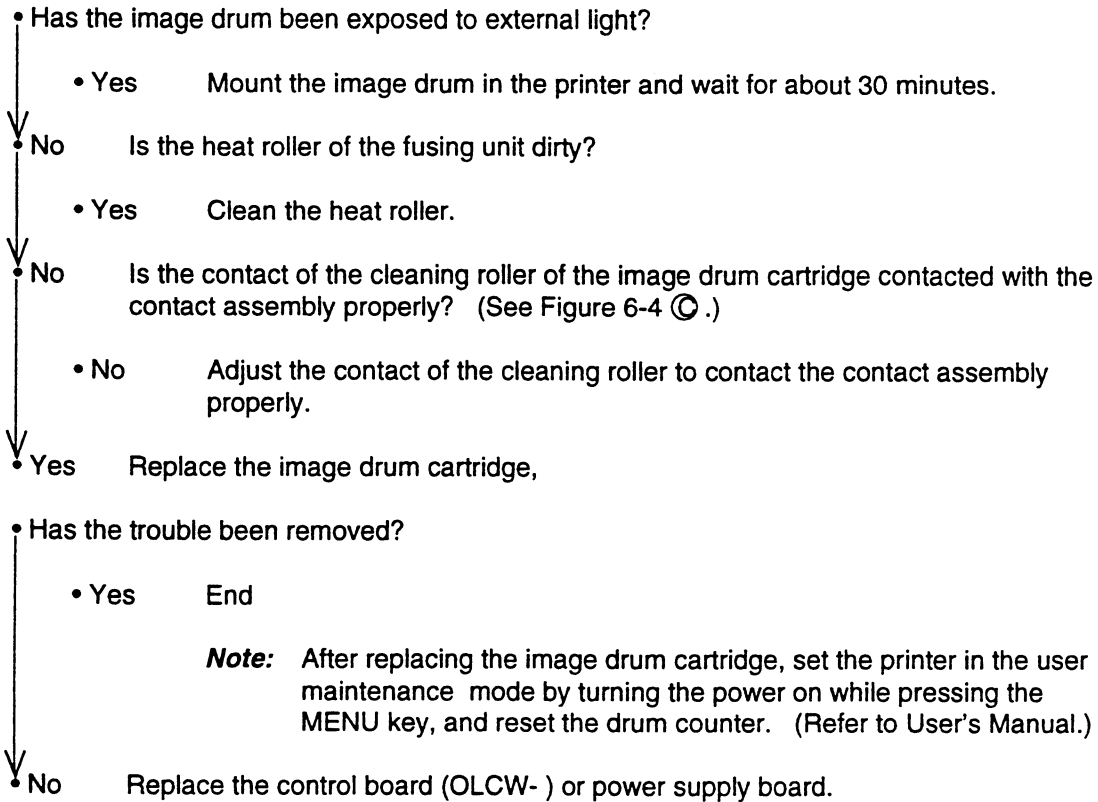 • Has the image drum been exposed to external light?
• Yes Mount the image drum in the printer and wait for about 30 minutes.
• No Is the heat roller of the fusing unit dirty?
• Yes Clean the heat roller.
• No Is the contact of the cleaning roller of the image drum cartridge contacted with the
contact assembly properly? (See Figure 6-4 Ⓒ .)
• No Adjust the contact of the cleaning roller to contact the contact assembly
properly.
• Yes Replace the image drum cartridge,
• Has the trouble been removed?
• Yes End
Note: After replacing the image drum cartridge, set the printer in the user
maintenance mode by turning the power on while pressing the
MENU key, and reset the drum counter. (Refer to User's Manual.)
• No Replace the control board (OLCW- ) or power supply board.